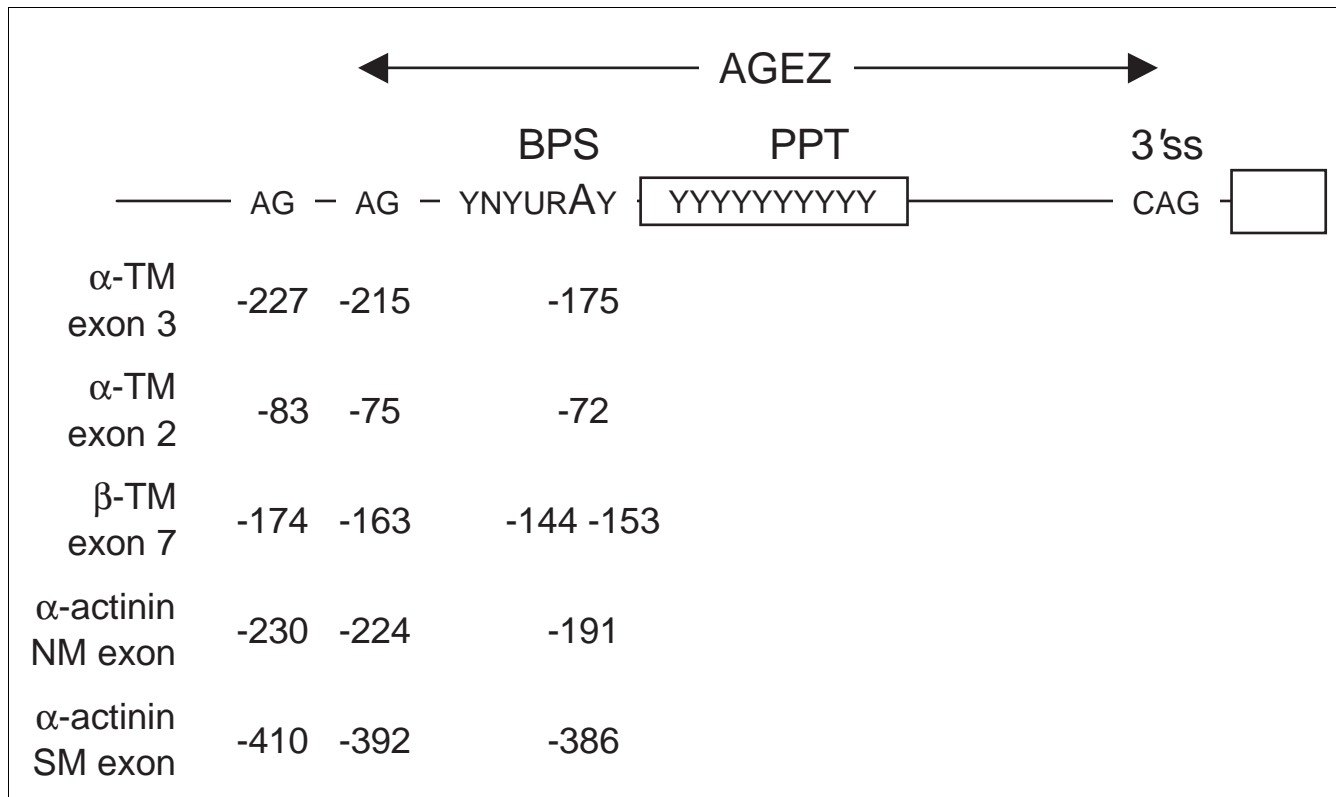 AGEZ
BPS PPT 3'ss
AG AG YNYURAY YYYYYYYYYY CAG
α-TM
exon 3
-227 -215 -175
α-TM
exon 2
-83 -75 -72
β-TM
exon 7
-174 -163 -144 -153
α-actinin
NM exon
-230 -224 -191
α-actinin
SM exon
-410 -392 -386